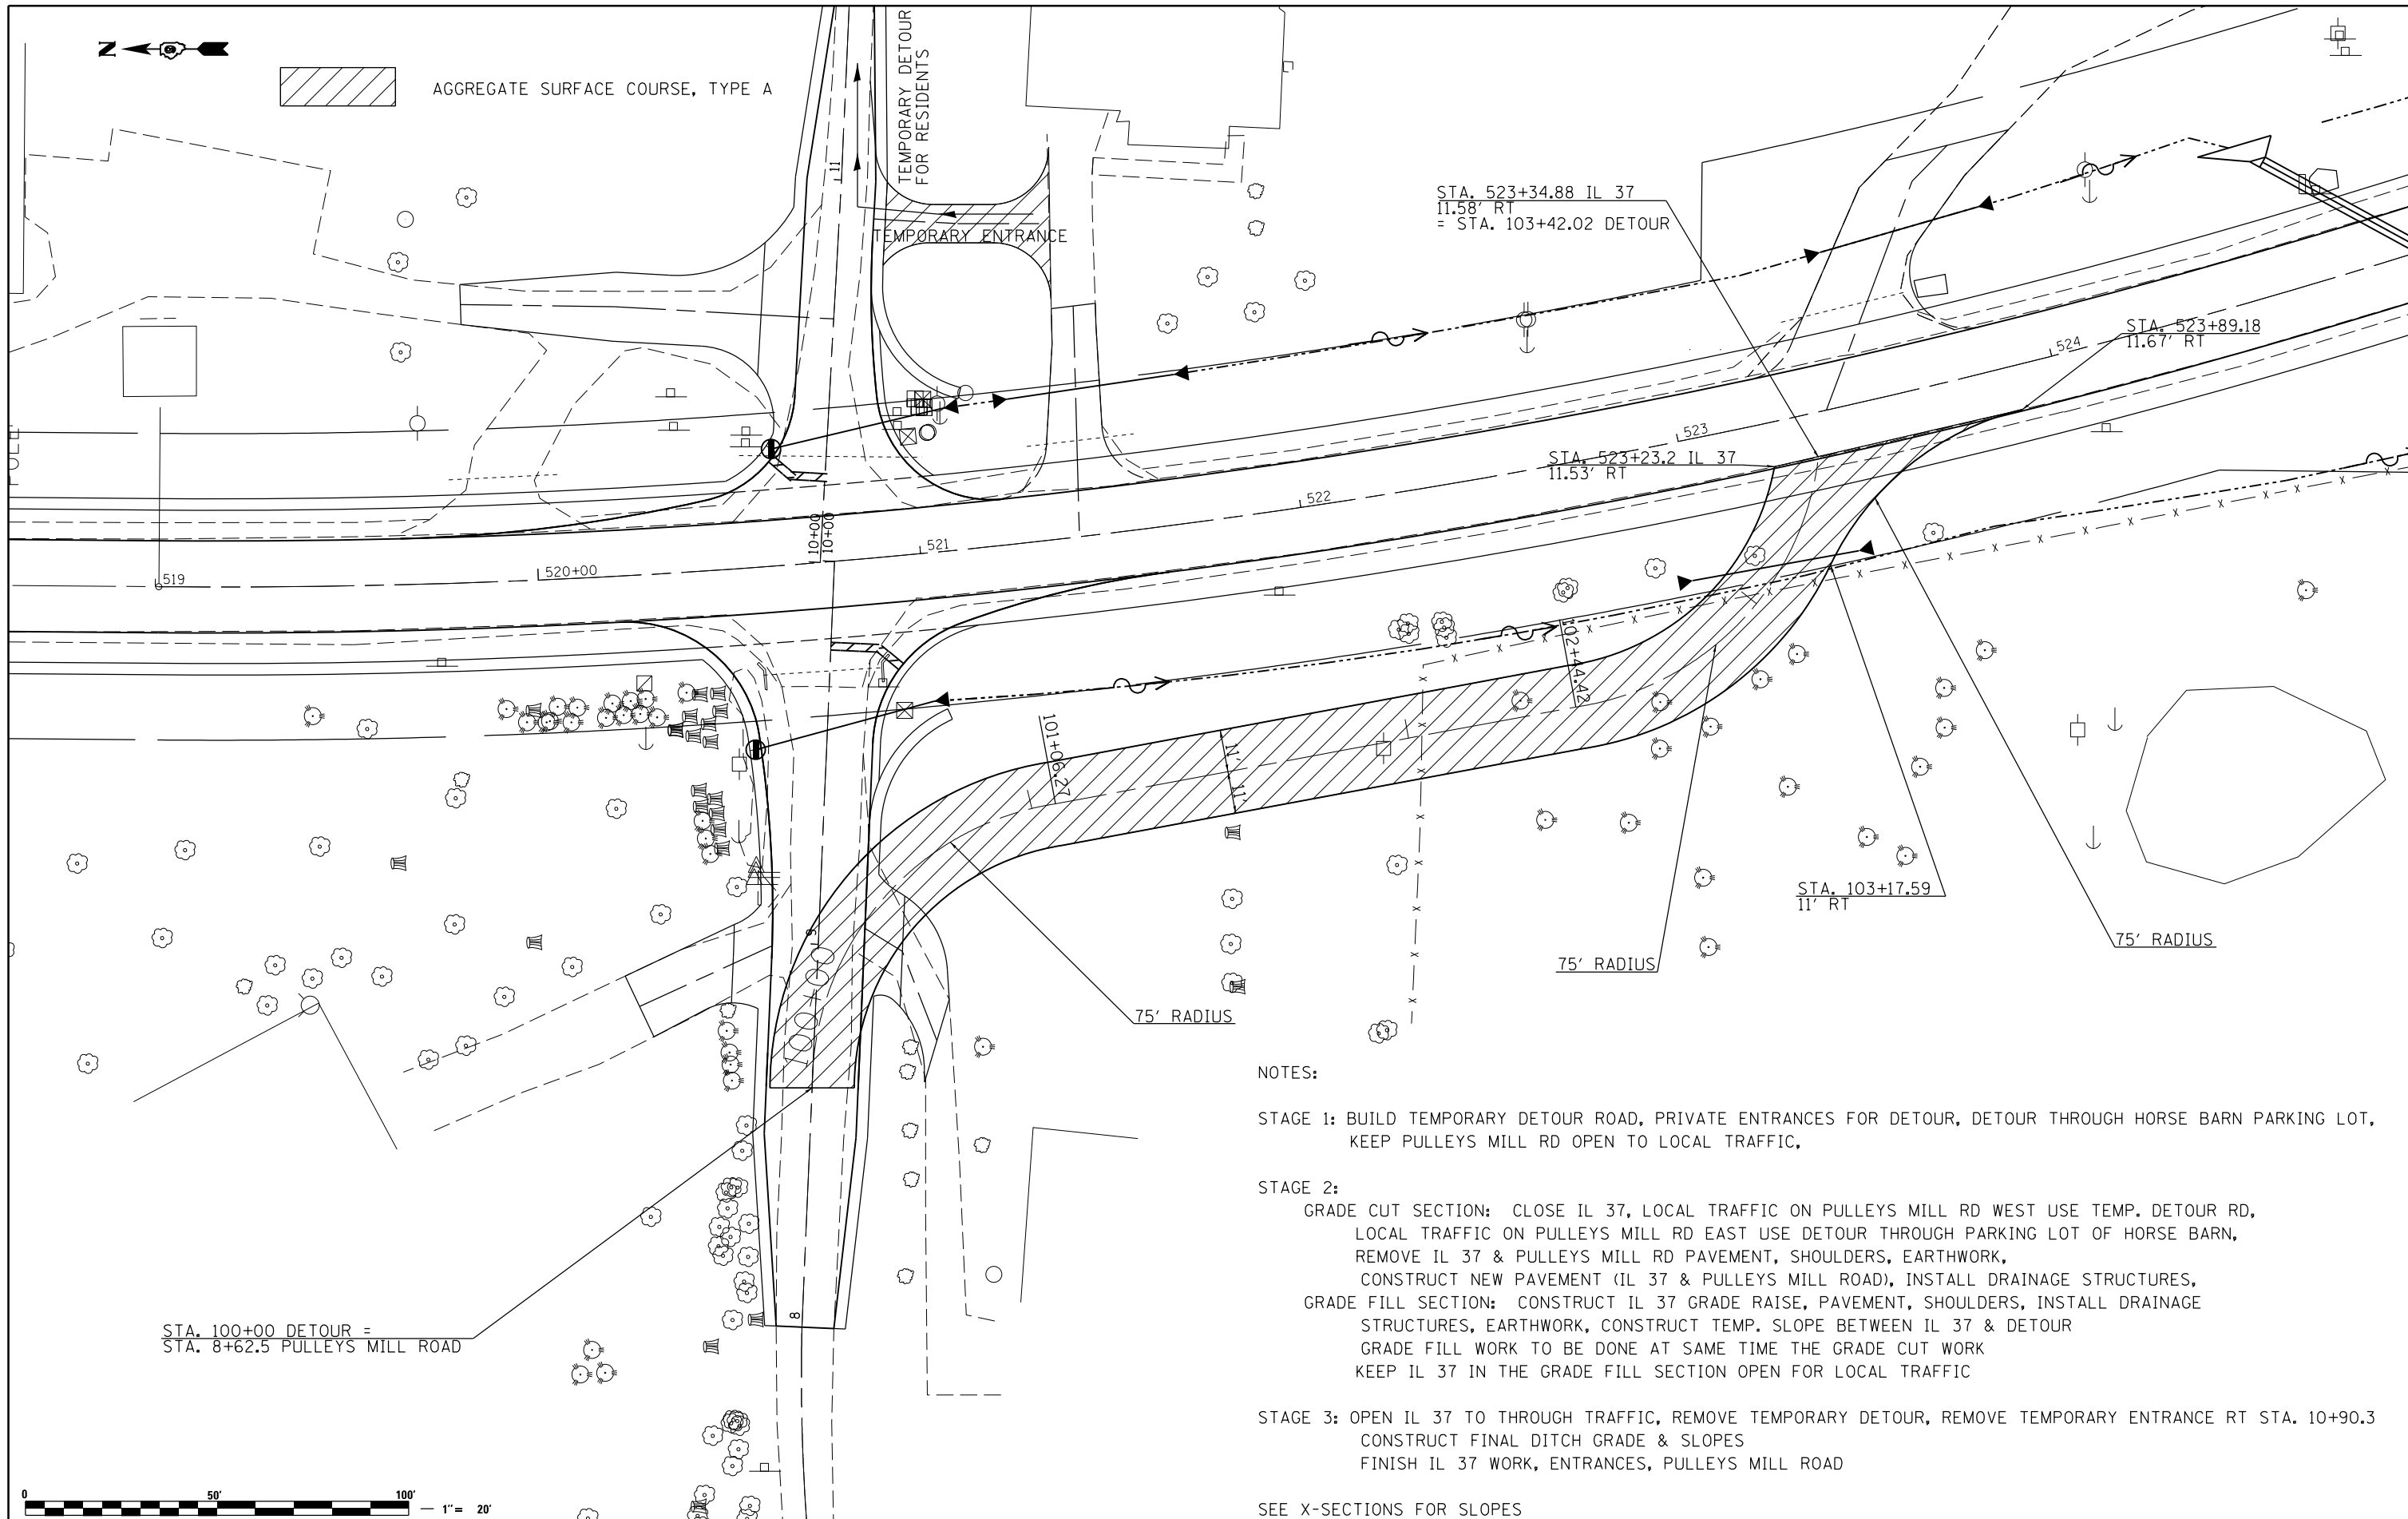 N
AGGREGATE SURFACE COURSE, TYPE A
TEMPORARY DETOUR
FOR RESIDENTS
11
TEMPORARY ENTRANCE
STA. 523+34.88 IL 37
11.58' RT
= STA. 103+42.02 DETOUR
STA. 523+89.18
11.67' RT
524
523
STA. 523+23.2 IL 37
11.53' RT
522
521
10+00
10+00
520+00
519
102+44.42
101+06.27
11'
11'
9
100+00
STA. 103+17.59
11' RT
75' RADIUS
75' RADIUS
75' RADIUS
8
STA. 100+00 DETOUR =
STA. 8+62.5 PULLEYS MILL ROAD
NOTES:
STAGE 1: BUILD TEMPORARY DETOUR ROAD, PRIVATE ENTRANCES FOR DETOUR, DETOUR THROUGH HORSE BARN PARKING LOT,
KEEP PULLEYS MILL RD OPEN TO LOCAL TRAFFIC,
STAGE 2:
GRADE CUT SECTION: CLOSE IL 37, LOCAL TRAFFIC ON PULLEYS MILL RD WEST USE TEMP. DETOUR RD,
LOCAL TRAFFIC ON PULLEYS MILL RD EAST USE DETOUR THROUGH PARKING LOT OF HORSE BARN,
REMOVE IL 37 & PULLEYS MILL RD PAVEMENT, SHOULDERS, EARTHWORK,
CONSTRUCT NEW PAVEMENT (IL 37 & PULLEYS MILL ROAD), INSTALL DRAINAGE STRUCTURES,
GRADE FILL SECTION: CONSTRUCT IL 37 GRADE RAISE, PAVEMENT, SHOULDERS, INSTALL DRAINAGE
STRUCTURES, EARTHWORK, CONSTRUCT TEMP. SLOPE BETWEEN IL 37 & DETOUR
GRADE FILL WORK TO BE DONE AT SAME TIME THE GRADE CUT WORK
KEEP IL 37 IN THE GRADE FILL SECTION OPEN FOR LOCAL TRAFFIC
STAGE 3: OPEN IL 37 TO THROUGH TRAFFIC, REMOVE TEMPORARY DETOUR, REMOVE TEMPORARY ENTRANCE RT STA. 10+90.3
CONSTRUCT FINAL DITCH GRADE & SLOPES
FINISH IL 37 WORK, ENTRANCES, PULLEYS MILL ROAD
SEE X-SECTIONS FOR SLOPES
0 50' 100'
1"= 20'